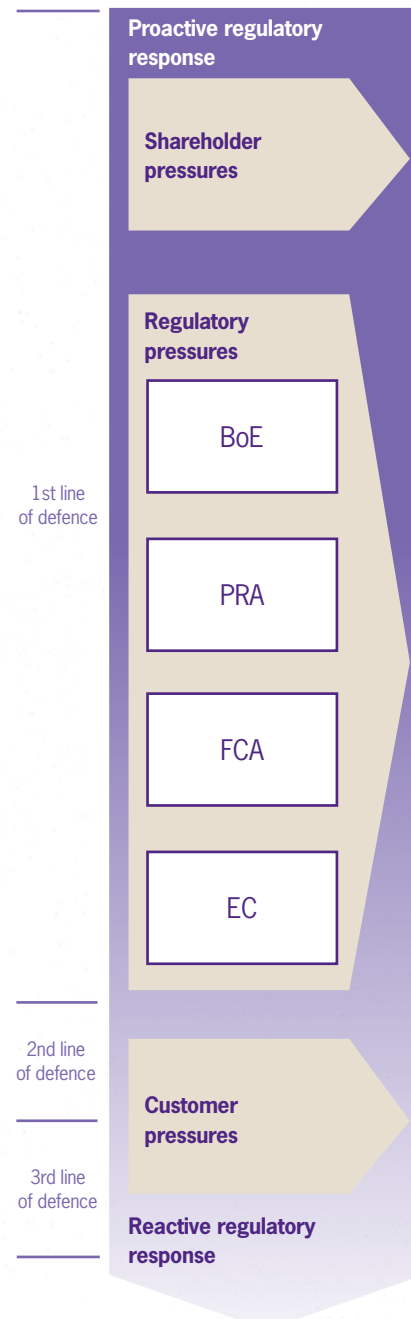 Proactive regulatory
response
Shareholder
pressures
Regulatory
pressures
BoE
PRA
FCA
EC
1st line
of defence
2nd line
of defence
Customer
pressures
3rd line
of defence
Reactive regulatory
response